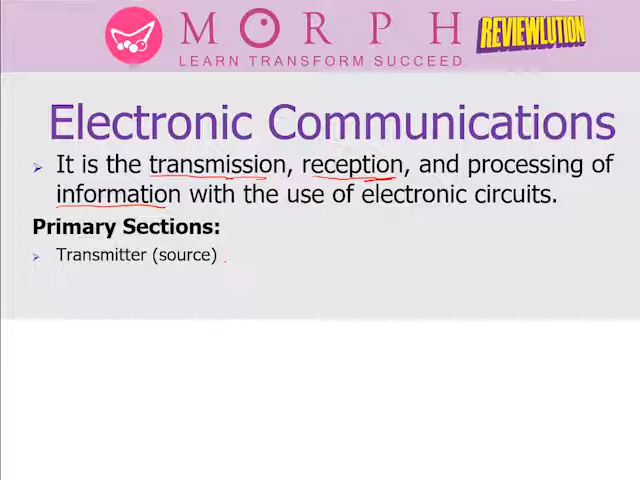 MORPH
REVIEWLUTION
LEARN TRANSFORM SUCCEED
Electronic Communications
It is the transmission, reception, and processing of
information with the use of electronic circuits.
Primary Sections:
Transmitter (source)